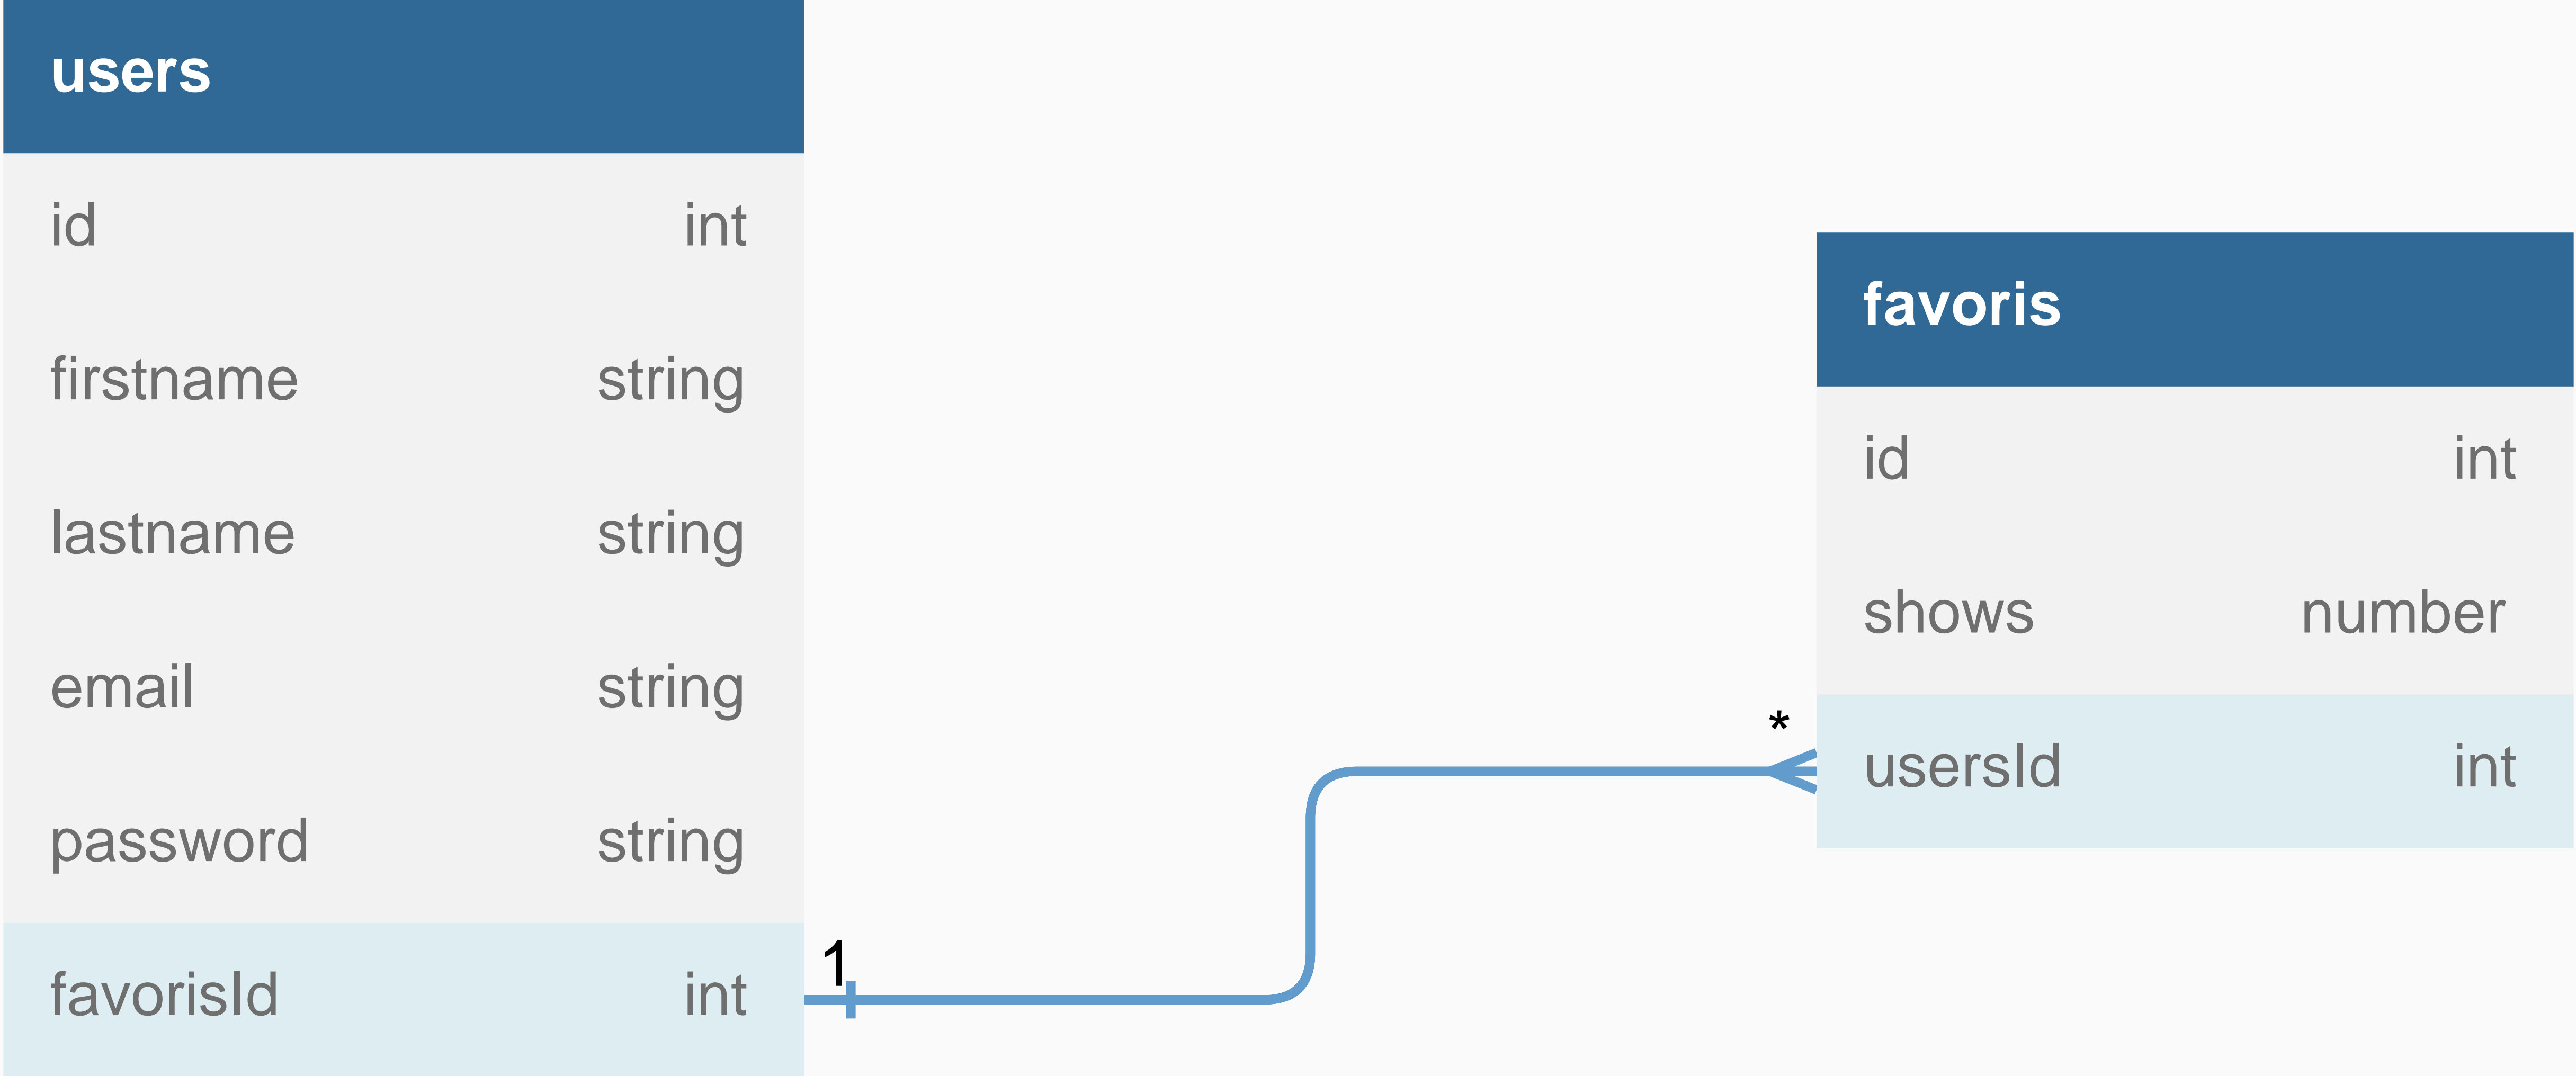 users
id int
firstname string
lastname string
email string
password string
favorisId int
1
*
favoris
id int
shows number
usersId int